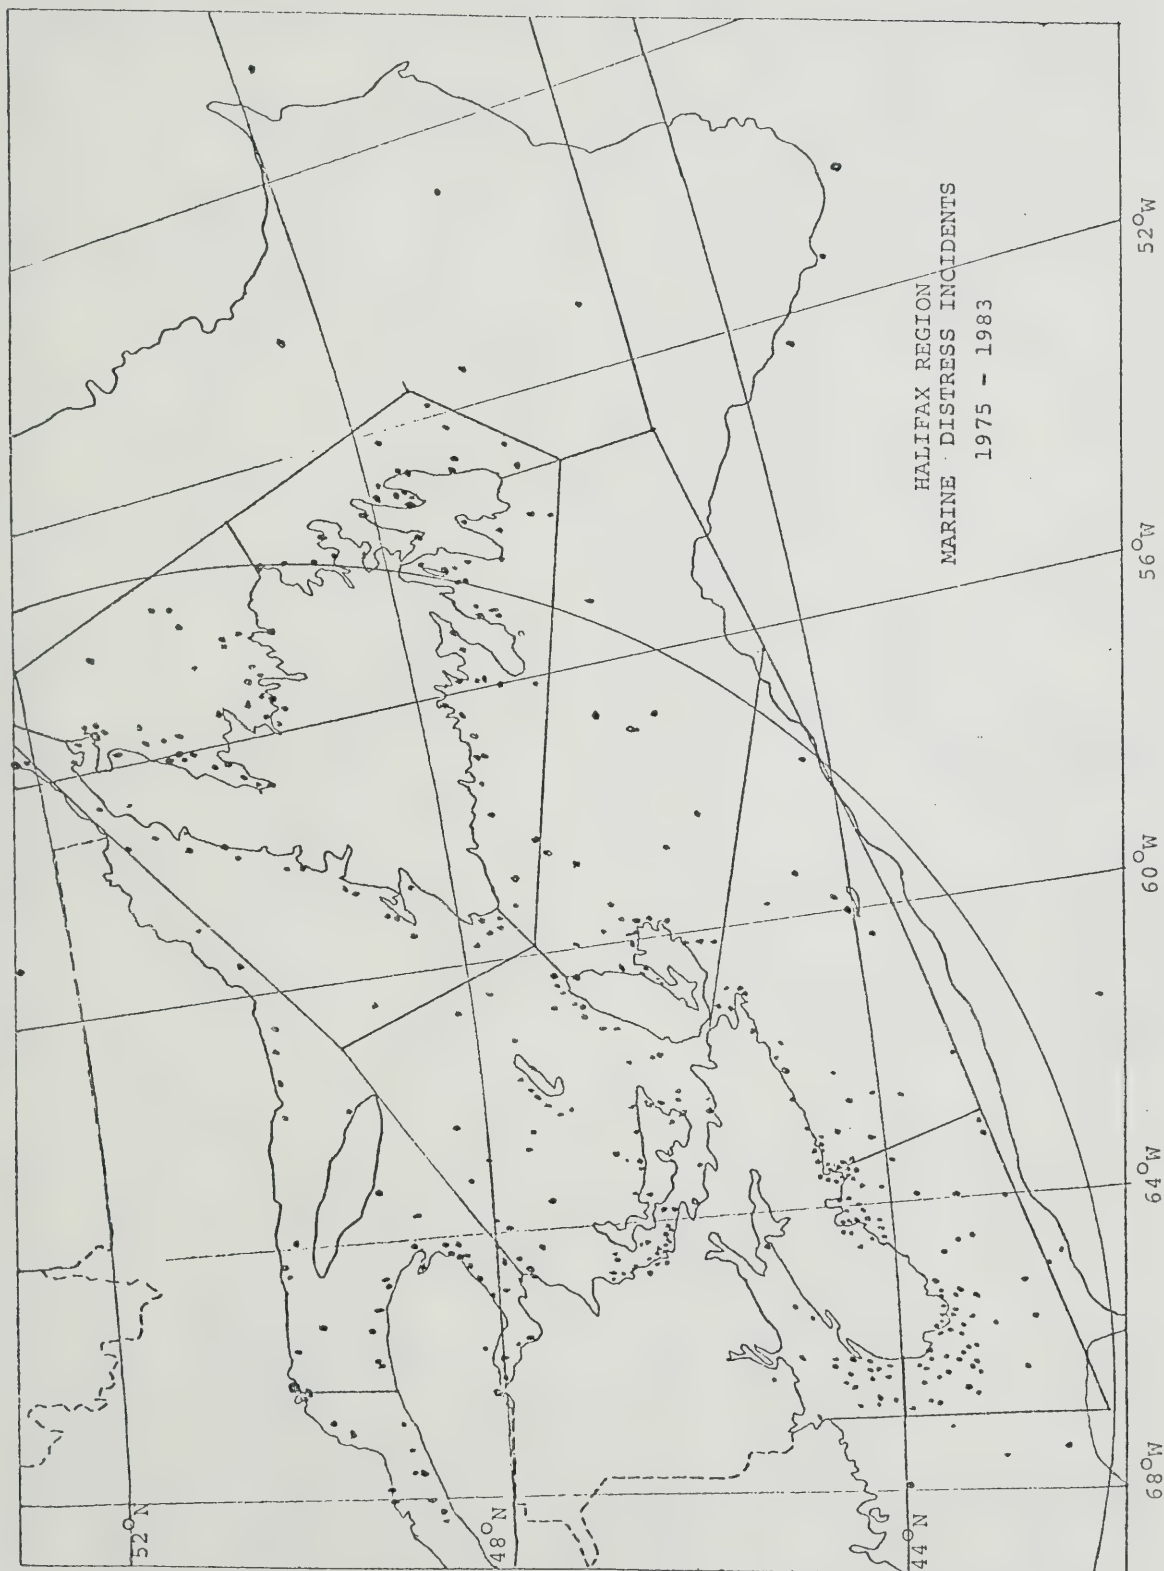 HALIFAX REGION
MARINE DISTRESS INCIDENTS
1975 - 1983
52°N
48°N
44°N
68°W
64°W
60°W
56°W
52°W